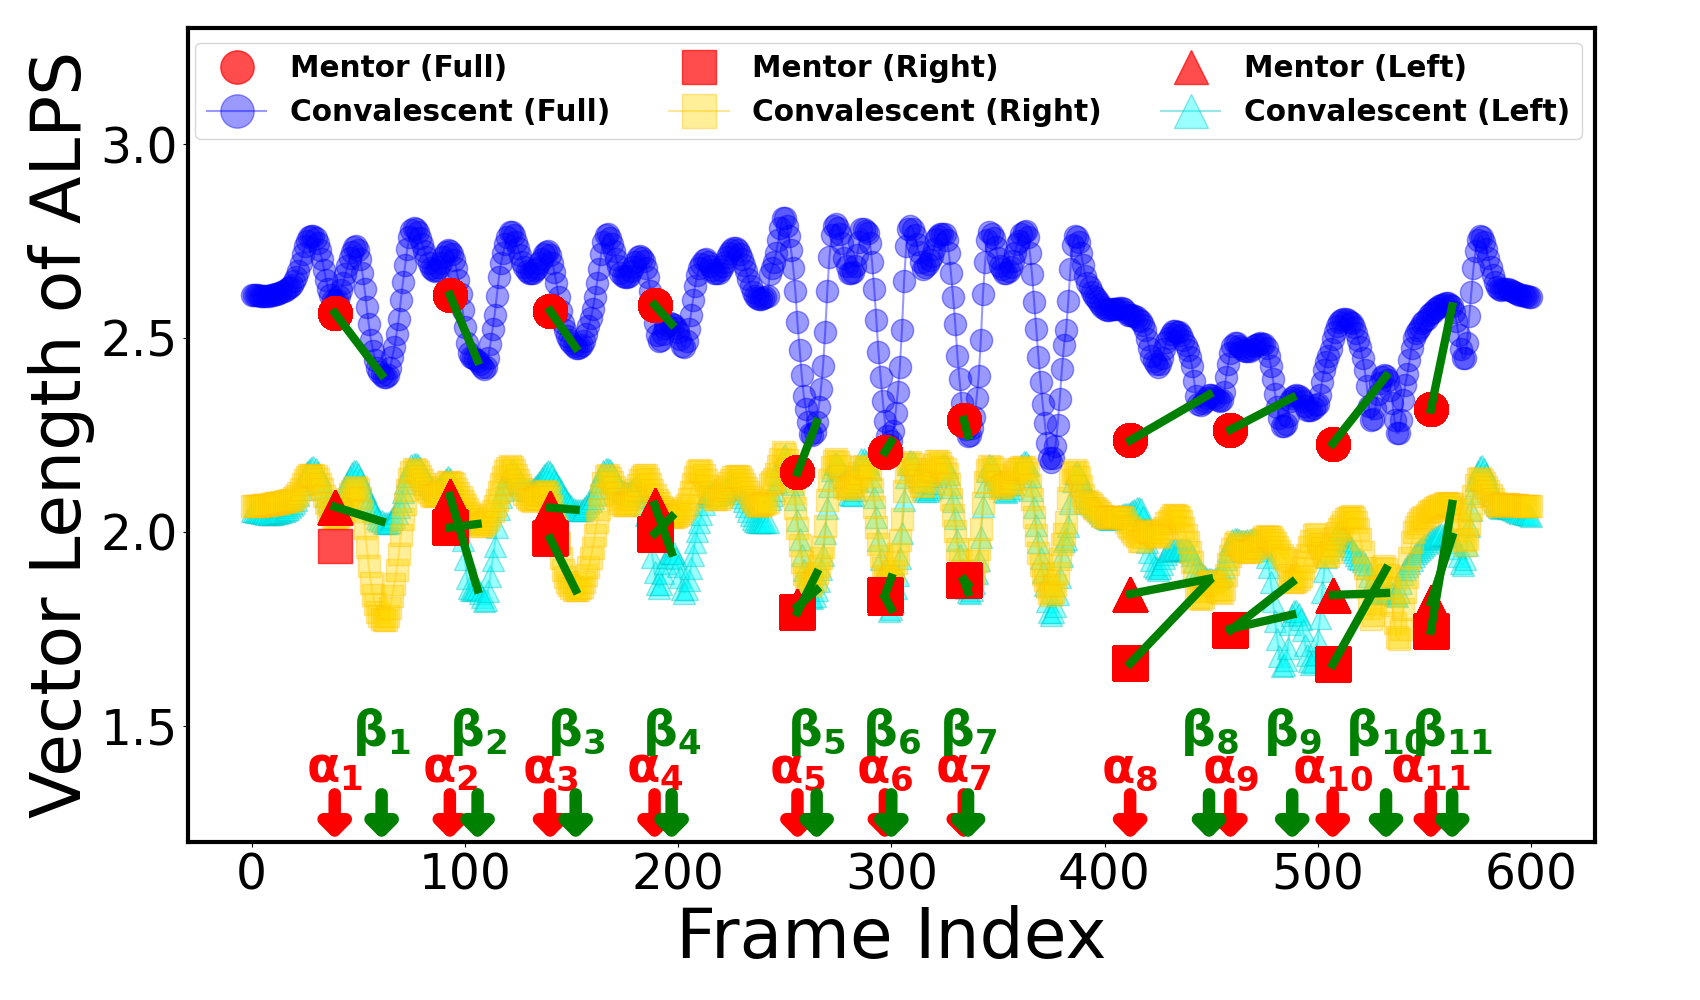 Mentor (Full) Mentor (Right) Mentor (Left)
Convalescent (Full) Convalescent (Right) Convalescent (Left)
Vector Length of ALPS
3.0
2.5
2.0
1.5
β₁ β₂ β₃ β₄ β₅ β₆ β₇ β₈ β₉ β₁₀ β₁₁
α₁ α₂ α₃ α₄ α₅ α₆ α₇ α₈ α₉ α₁₀ α₁₁
0 100 200 300 400 500 600
Frame Index